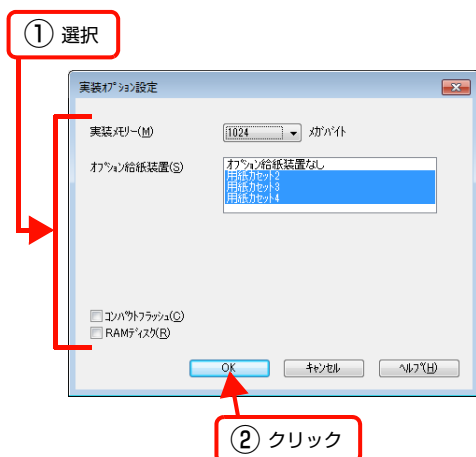 ① 選択
実装ｵﾌﾟｼｮﾝ設定
実装ﾒﾓﾘｰ(M) 1024 ﾒｶﾞﾊﾞｲﾄ
ｵﾌﾟｼｮﾝ給紙装置(S) ｵﾌﾟｼｮﾝ給紙装置なし
用紙ｶｾｯﾄ2
用紙ｶｾｯﾄ3
用紙ｶｾｯﾄ4
ｺﾝﾊﾟｸﾄﾌﾗｯｼｭ(C)
RAMﾃﾞｨｽｸ(R)
OK ｷｬﾝｾﾙ ﾍﾙﾌﾟ(H)
② クリック